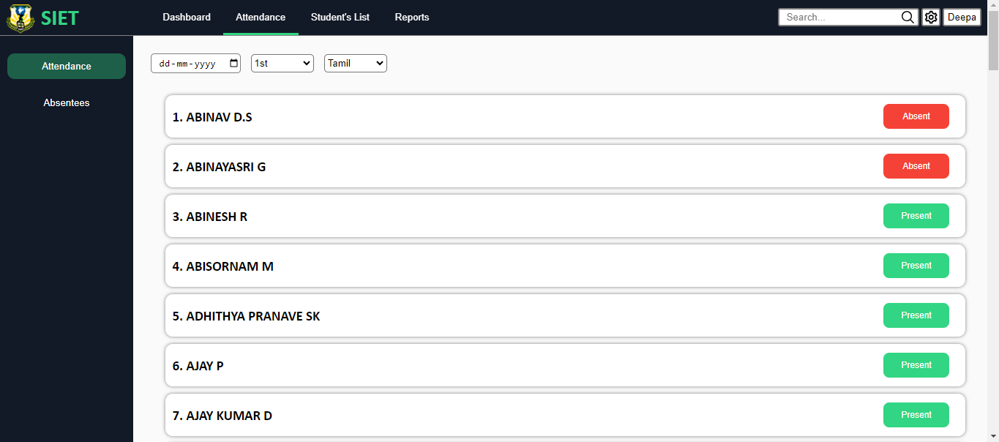 SIET Dashboard Attendance Student's List Reports Search... Deepa
Attendance
Absentees
dd-mm-yyyy 1st Tamil
1. ABINAV D.S Absent
2. ABINAYASRI G Absent
3. ABINESH R Present
4. ABISORNAM M Present
5. ADHITHYA PRANAVE SK Present
6. AJAY P Present
7. AJAY KUMAR D Present